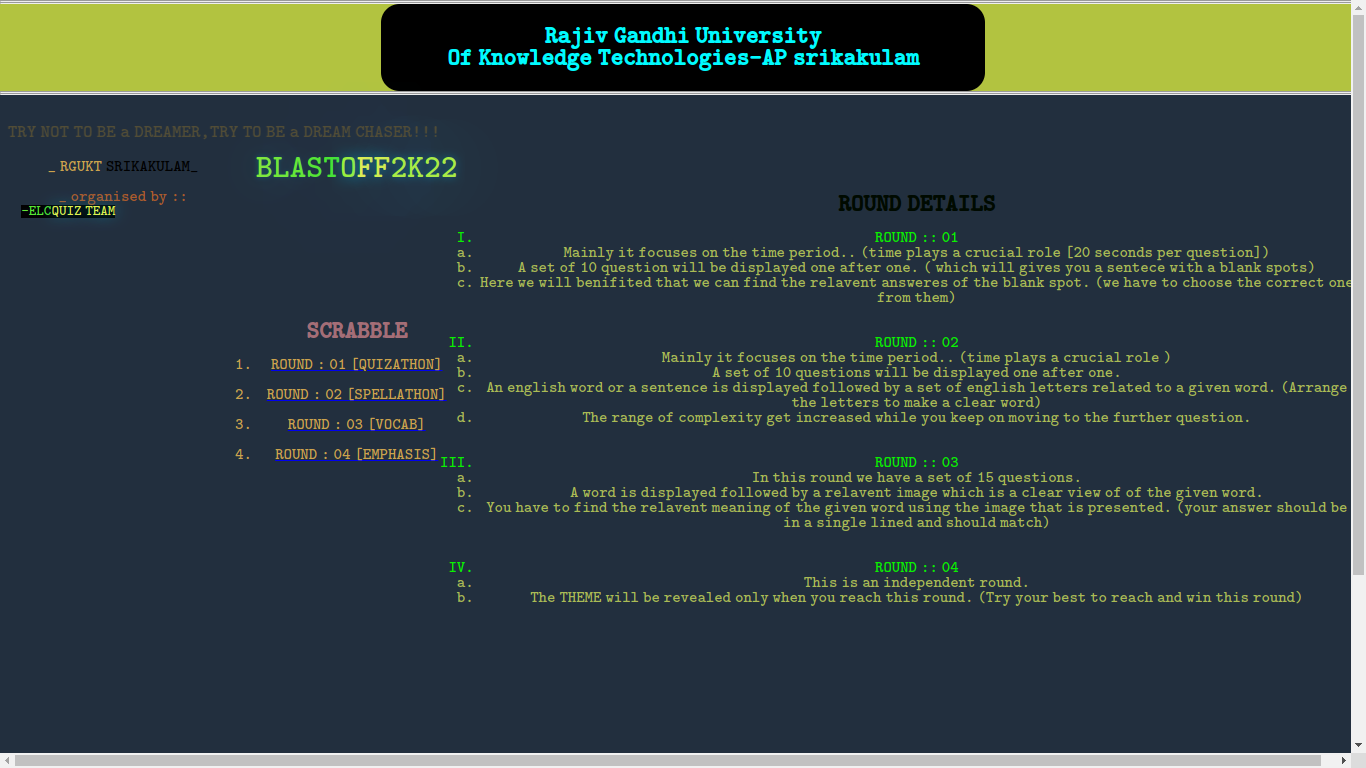 Rajiv Gandhi University
Of Knowledge Technologies-AP srikakulam
TRY NOT TO BE a DREAMER,TRY TO BE a DREAM CHASER!!!
_ RGUKT SRIKAKULAM_
BLASTOFF2K22
_ organised by ::
-ELCQUIZ TEAM
SCRABBLE
1. ROUND : 01 [QUIZATHON]
2. ROUND : 02 [SPELLATHON]
3. ROUND : 03 [VOCAB]
4. ROUND : 04 [EMPHASIS]
ROUND DETAILS
I. ROUND :: 01
a. Mainly it focuses on the time period.. (time plays a crucial role [20 seconds per question])
b. A set of 10 question will be displayed one after one. ( which will gives you a sentece with a blank spots)
c. Here we will benifited that we can find the relavent answeres of the blank spot. (we have to choose the correct one
from them)
II. ROUND :: 02
a. Mainly it focuses on the time period.. (time plays a crucial role )
b. A set of 10 questions will be displayed one after one.
c. An english word or a sentence is displayed followed by a set of english letters related to a given word. (Arrange
the letters to make a clear word)
d. The range of complexity get increased while you keep on moving to the further question.
III. ROUND :: 03
a. In this round we have a set of 15 questions.
b. A word is displayed followed by a relavent image which is a clear view of of the given word.
c. You have to find the relavent meaning of the given word using the image that is presented. (your answer should be
in a single lined and should match)
IV. ROUND :: 04
a. This is an independent round.
b. The THEME will be revealed only when you reach this round. (Try your best to reach and win this round)